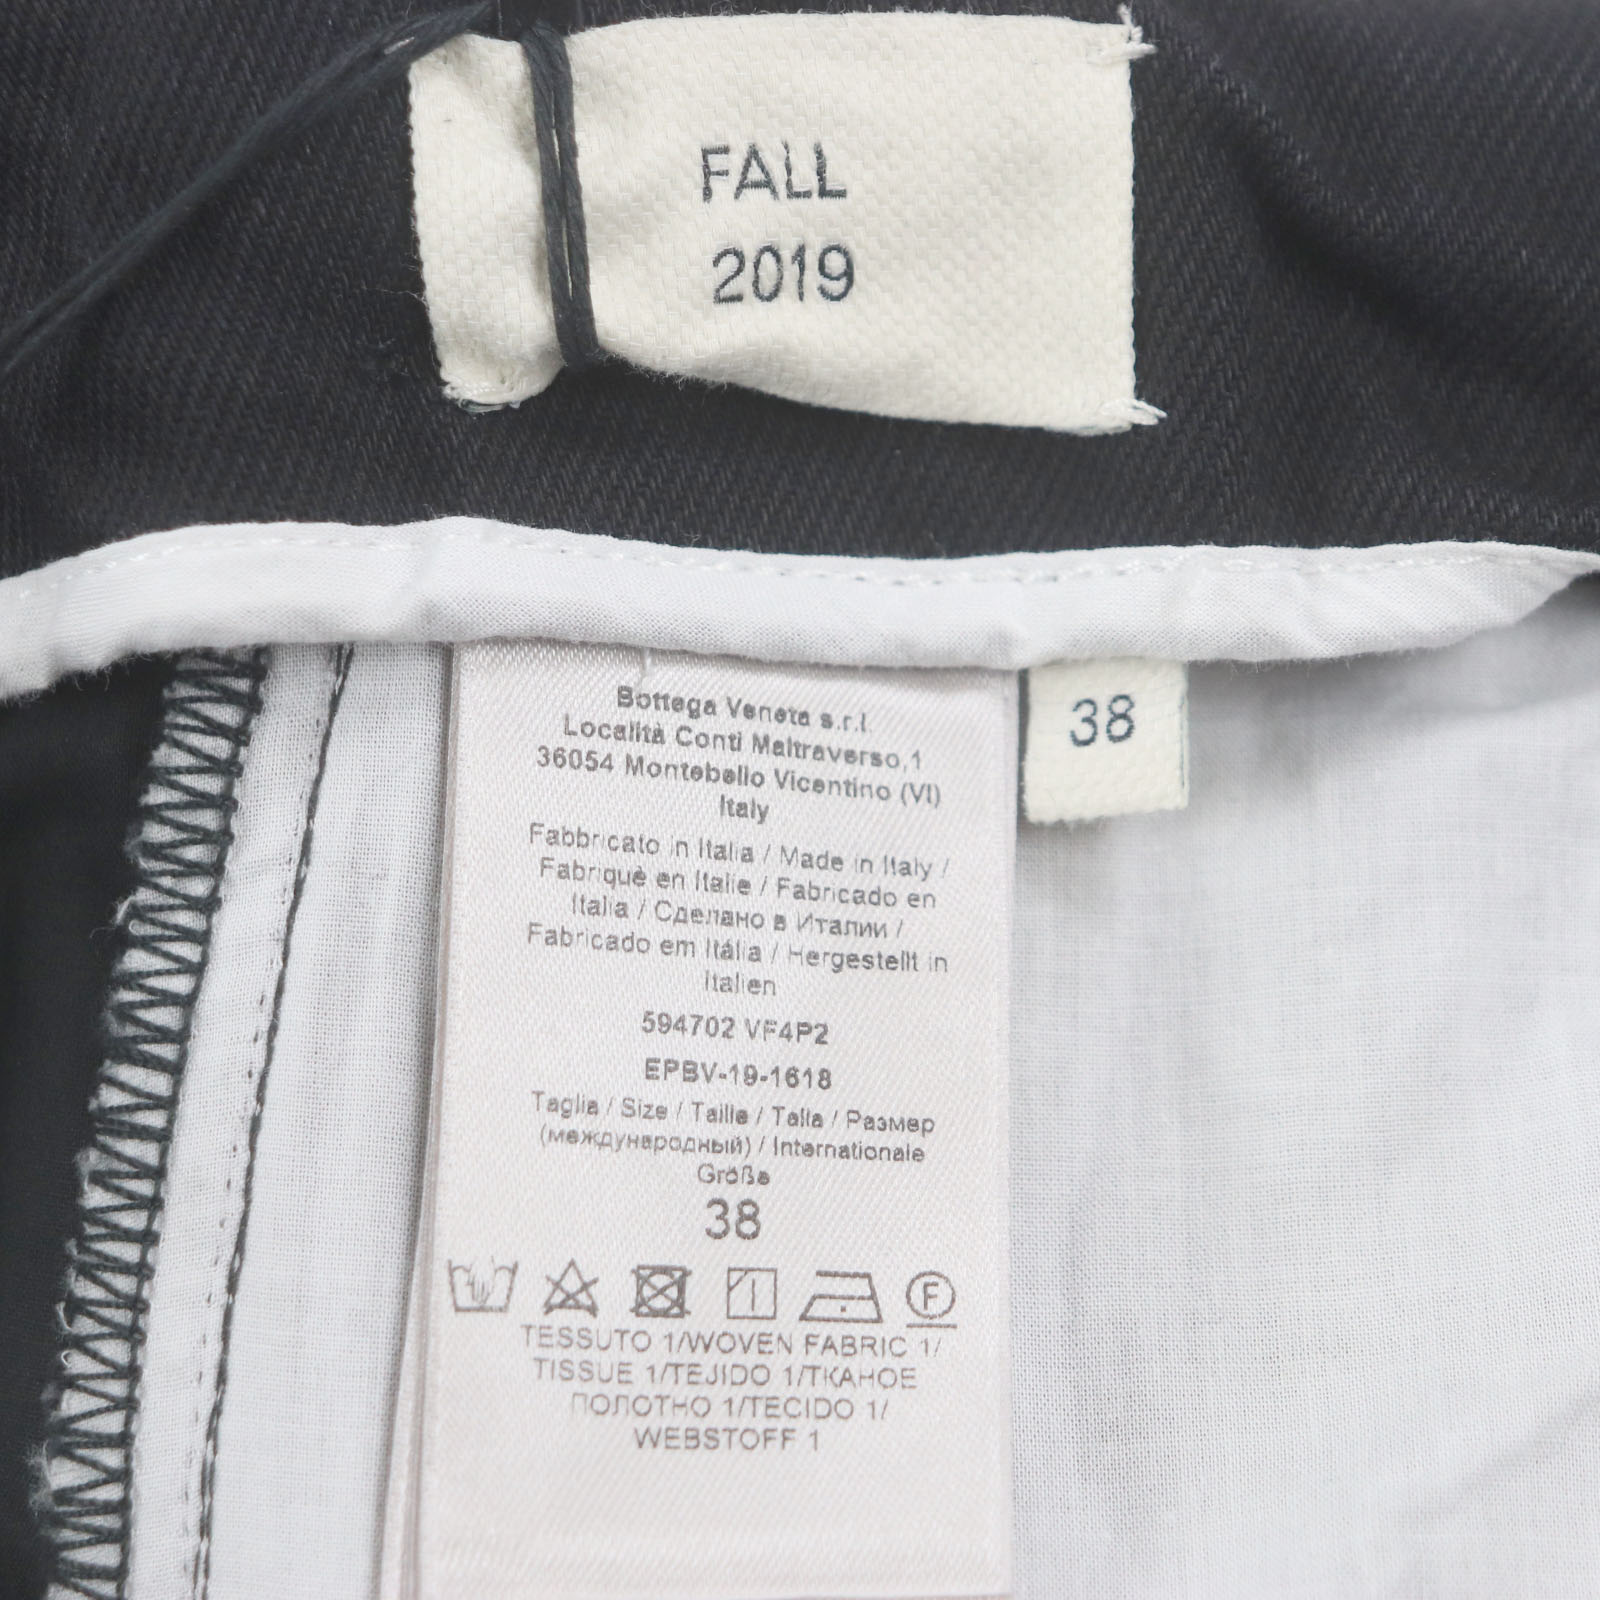 FALL
2019
Bottega Veneta s.r.l.
Località Conti Maltraverso,1
36054 Montebello Vicentino (VI)
Italy
38
Fabbricato in Italia / Made in Italy /
Fabriquè en Italie / Fabricado en
Italia / Сделано в Италии /
Fabricado em Itália / Hergestellt in
Italien
594702 VF4P2
EPBV-19-1618
Taglia / Size / Taille / Talla / Размер
(международный) / Internationale
Größe
38
F
TESSUTO 1/WOVEN FABRIC 1/
TISSUE 1/TEJIDO 1/ТКАНОЕ
ПОЛОТНО 1/TECIDO 1/
WEBSTOFF 1